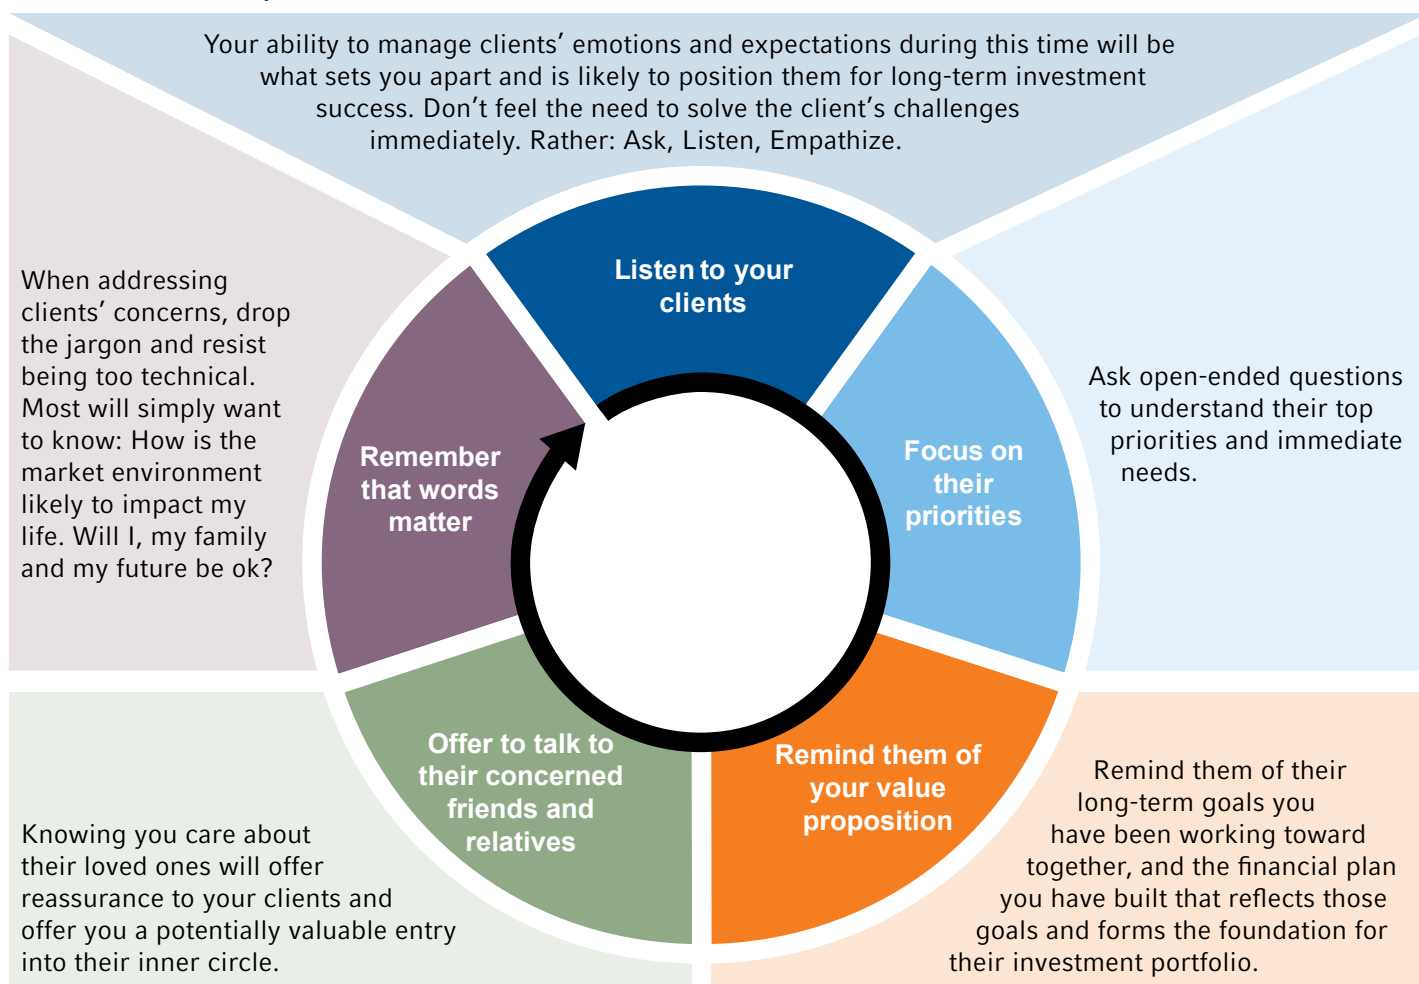 Your ability to manage clients’ emotions and expectations during this time will be
what sets you apart and is likely to position them for long-term investment
success. Don’t feel the need to solve the client’s challenges
immediately. Rather: Ask, Listen, Empathize.
Listen to your
clients
Focus on
their
priorities
Ask open-ended questions
to understand their top
priorities and immediate
needs.
Remind them of
your value
proposition
Remind them of their
long-term goals you
have been working toward
together, and the financial plan
you have built that reflects those
goals and forms the foundation for
their investment portfolio.
Offer to talk to
their concerned
friends and
relatives
Knowing you care about
their loved ones will offer
reassurance to your clients and
offer you a potentially valuable entry
into their inner circle.
Remember
that words
matter
When addressing
clients’ concerns, drop
the jargon and resist
being too technical.
Most will simply want
to know: How is the
market environment
likely to impact my
life. Will I, my family
and my future be ok?